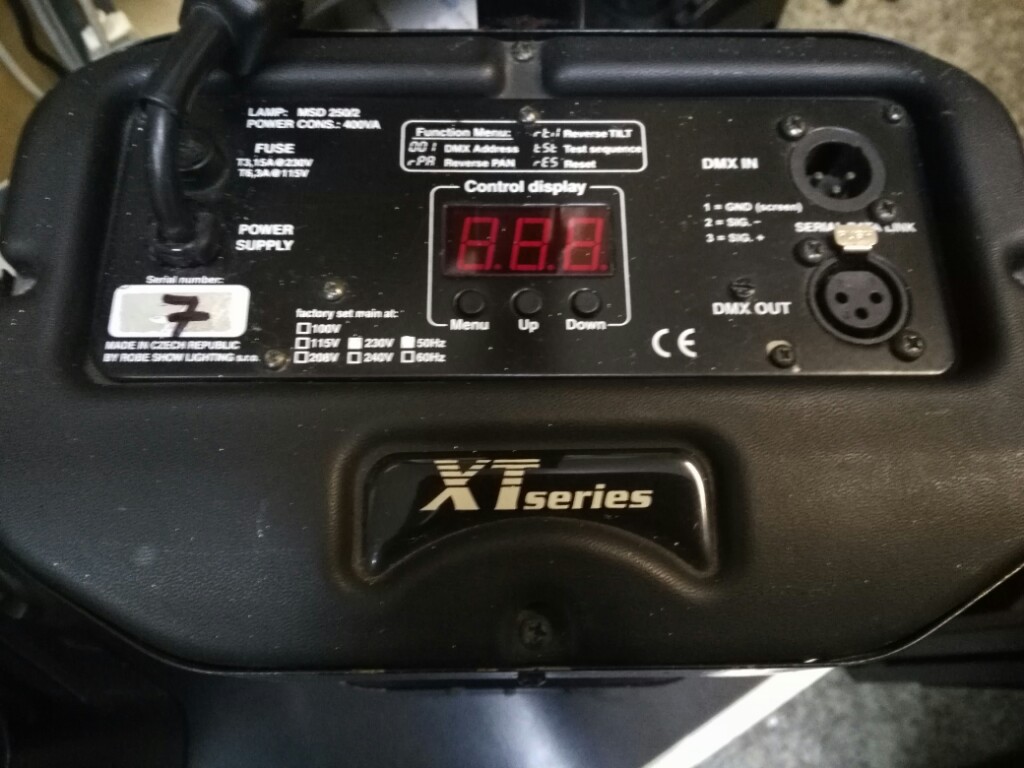 LAMP: MSD 250/2
POWER CONS.: 400VA
FUSE
T3,15A@230V
T6,3A@115V
POWER
SUPPLY
Serial number:
7
MADE IN CZECH REPUBLIC
BY ROBE SHOW LIGHTING s.r.o.
Function Menu:
001 DMX Address
rPA Reverse PAN
rti Reverse TILT
tSt Test sequence
rES Reset
Control display
Menu Up Down
factory set main at:
100V
115V 230V 50Hz
208V 240V 60Hz
DMX IN
1 = GND (screen)
2 = SIG. –
3 = SIG. +
SERIAL DATA LINK
DMX OUT
CE
XT series